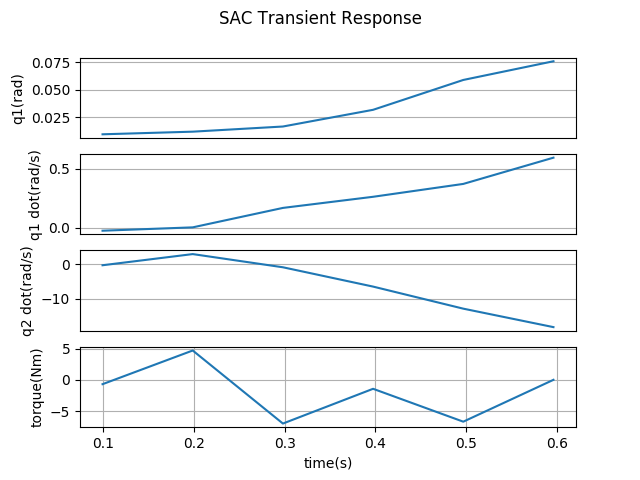 SAC Transient Response
0.075
0.050
0.025
q1(rad)
0.5
0.0
q1 dot(rad/s)
0
−10
q2 dot(rad/s)
5
0
−5
torque(Nm)
0.1 0.2 0.3 0.4 0.5 0.6
time(s)